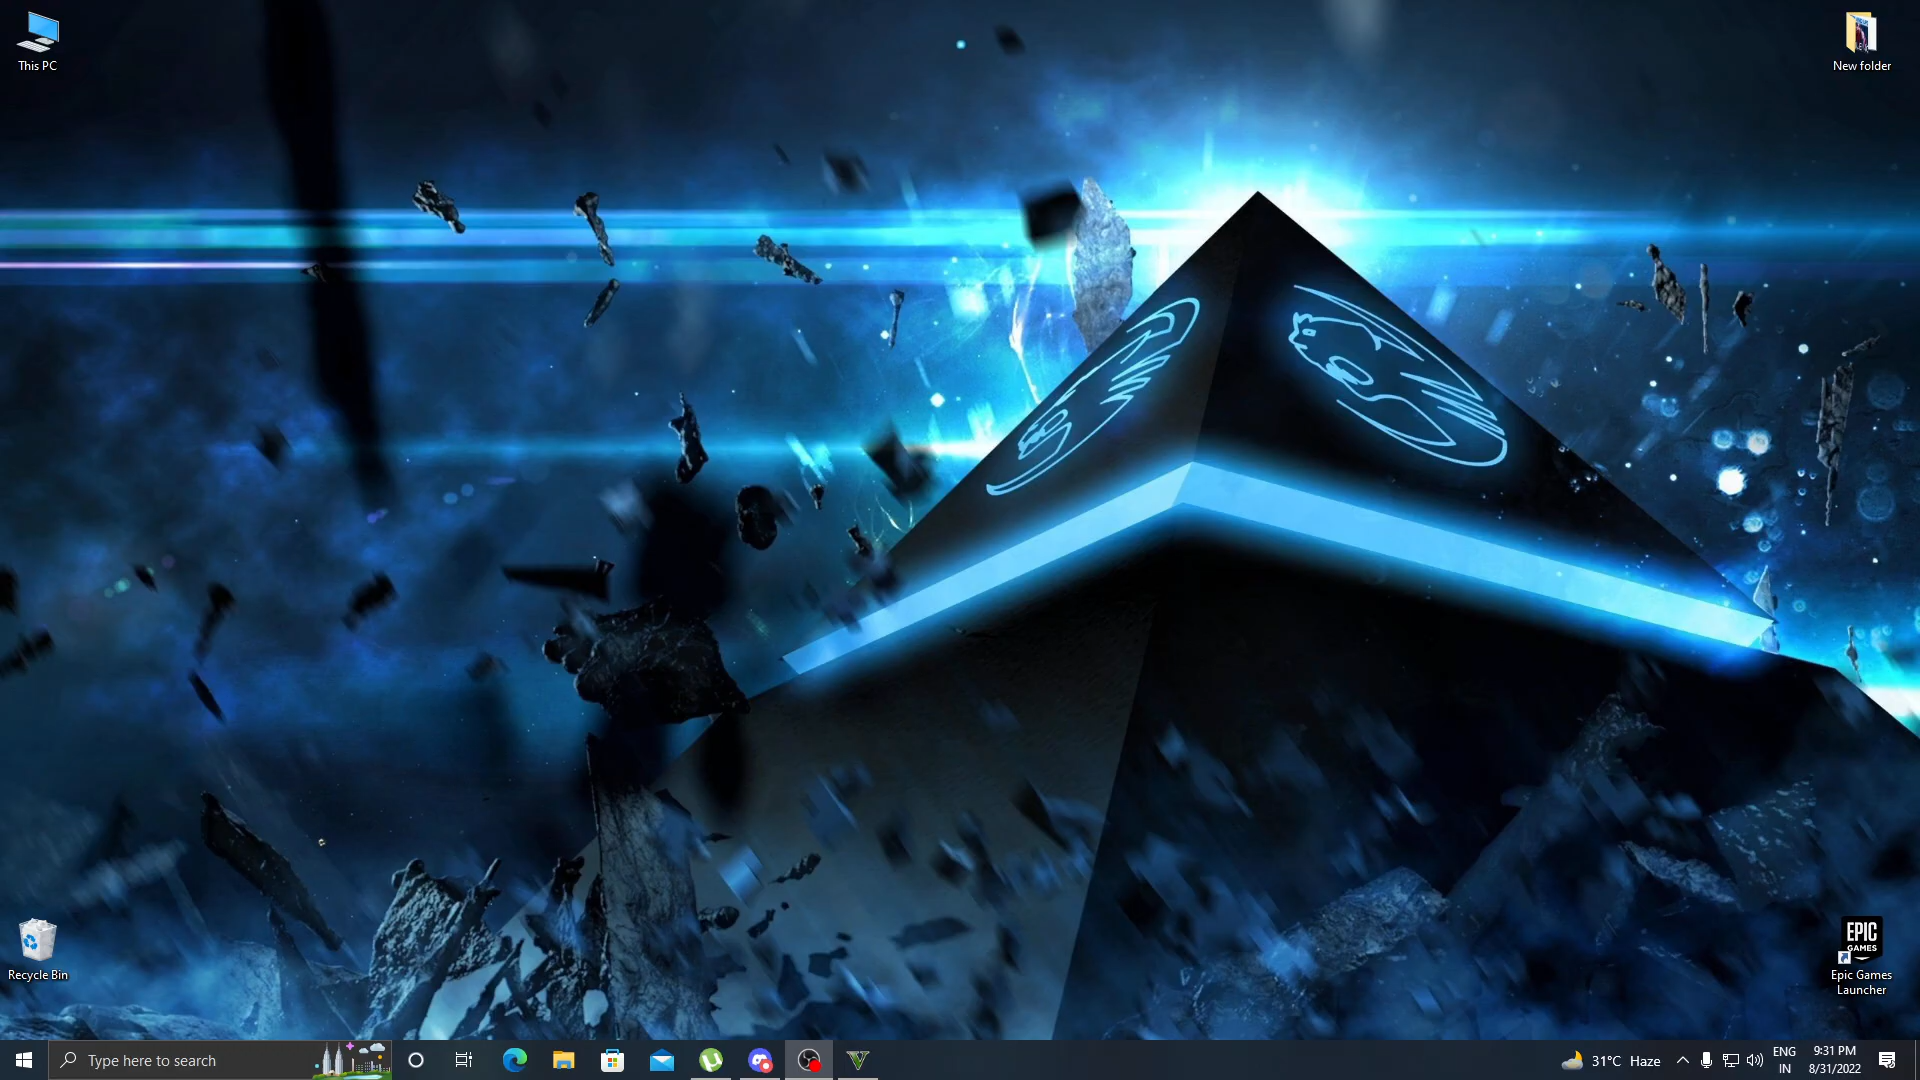 This PC
New folder
Recycle Bin
EPIC
GAMES
Epic Games
Launcher
Type here to search
31°C Haze
ENG
IN
9:31 PM
8/31/2022